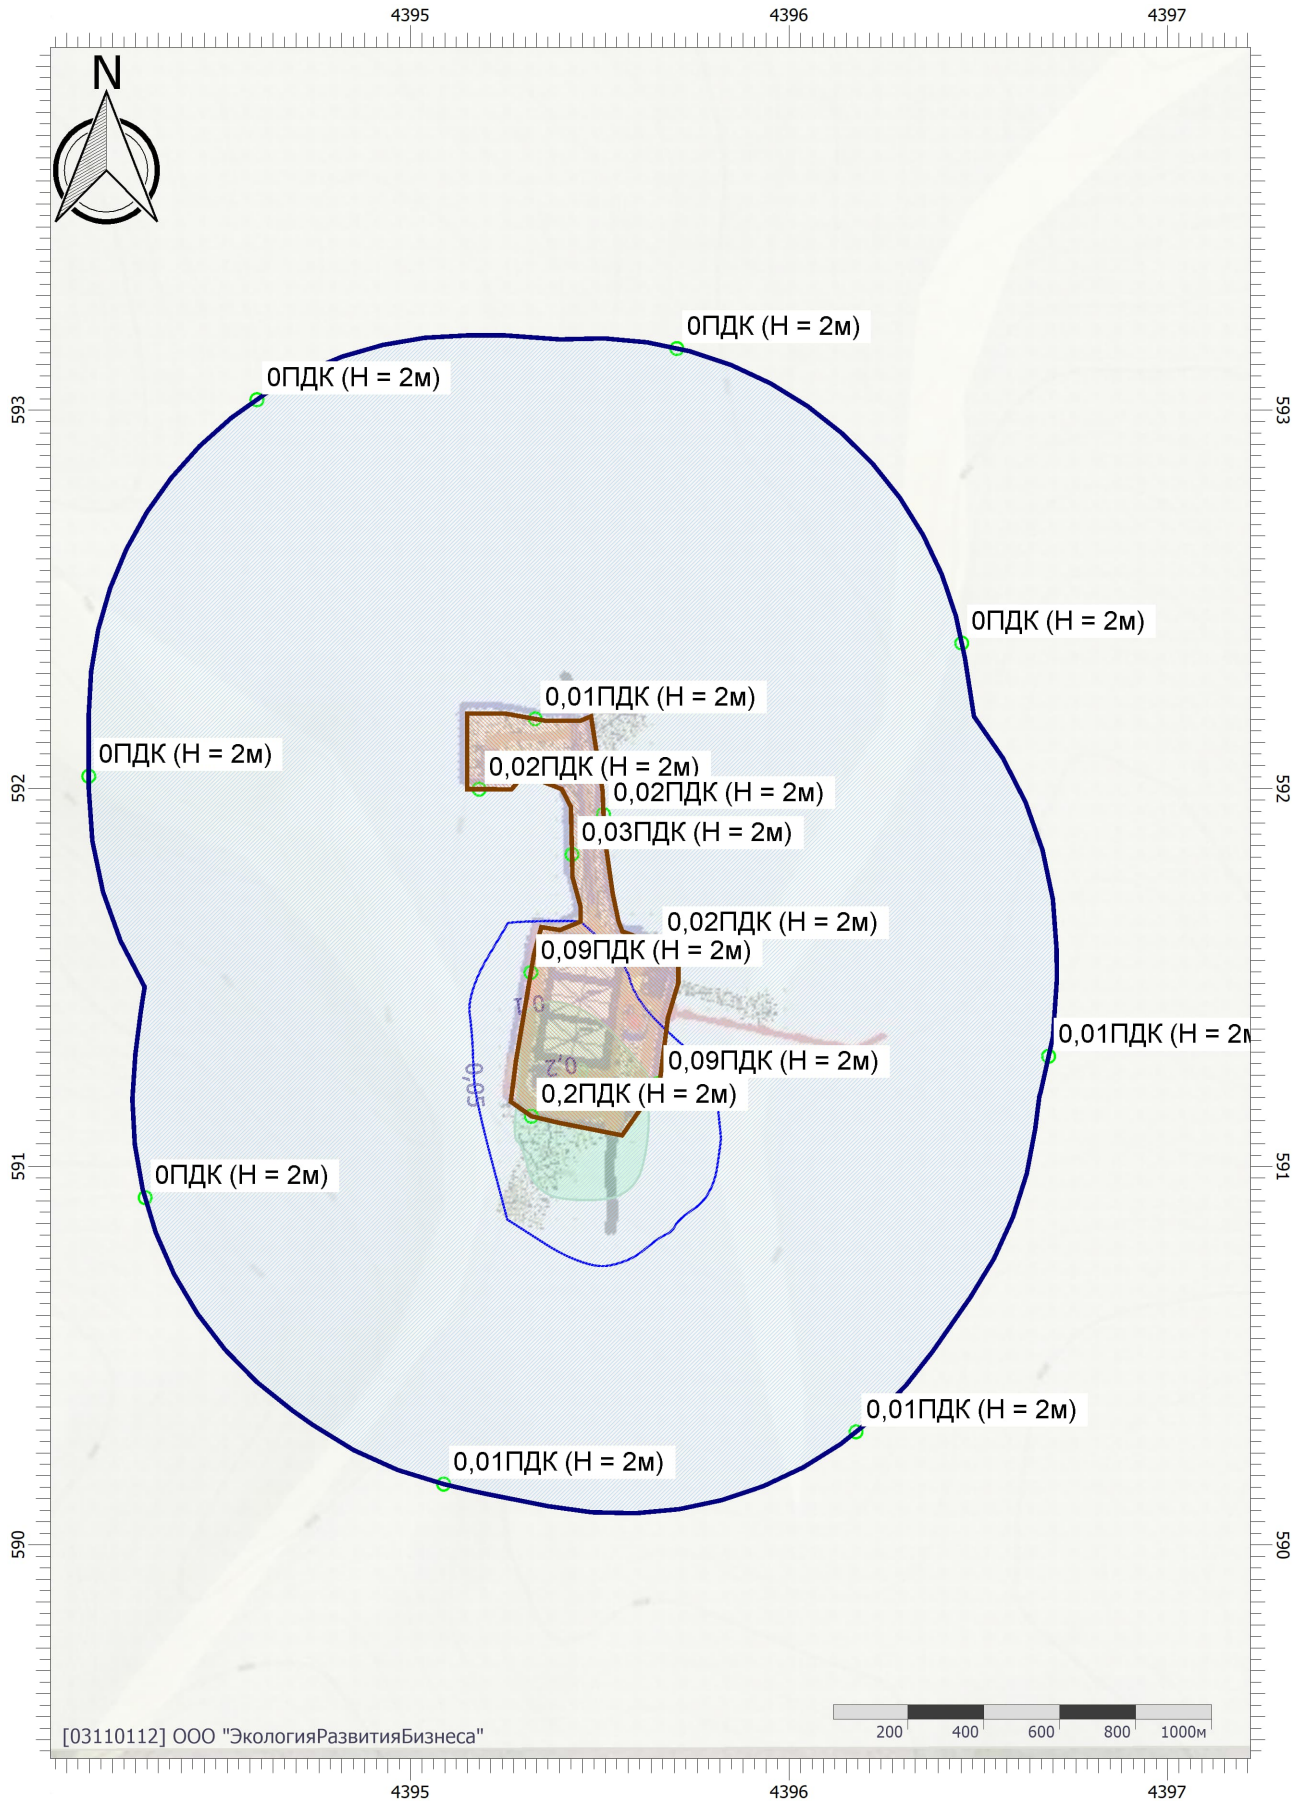 4395
4396
4397
N
0ПДК (H = 2м)
0ПДК (H = 2м)
593
593
0ПДК (H = 2м)
0,01ПДК (H = 2м)
0ПДК (H = 2м)
0,02ПДК (H = 2м)
592
592
0,02ПДК (H = 2м)
0,03ПДК (H = 2м)
0,02ПДК (H = 2м)
0,09ПДК (H = 2м)
0,1
0,01ПДК (H = 2м
0,09ПДК (H = 2м)
0,2
0,05
0,2ПДК (H = 2м)
591
591
0ПДК (H = 2м)
0,01ПДК (H = 2м)
0,01ПДК (H = 2м)
590
590
200 400 600 800 1000м
[03110112] ООО "ЭкологияРазвитияБизнеса"
4395
4396
4397